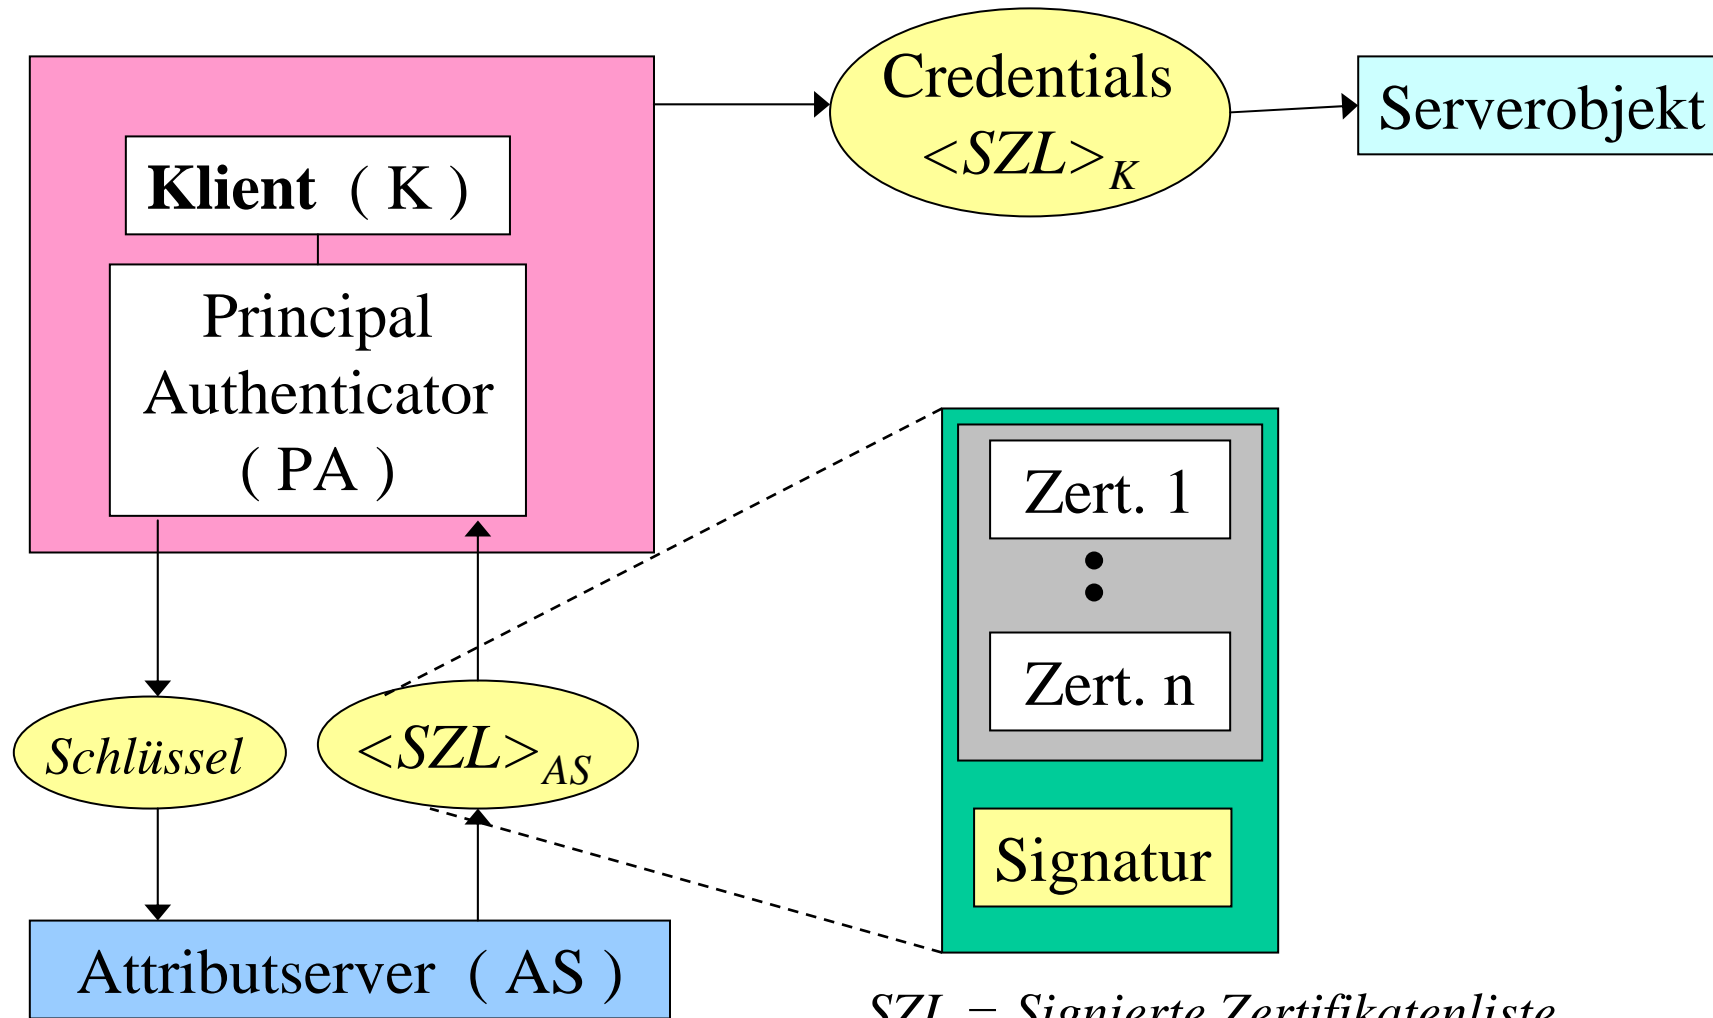 Credentials
<SZL>K
Serverobjekt
Klient ( K )
Principal
Authenticator
( PA )
Zert. 1
Zert. n
Schlüssel
<SZL>AS
Signatur
Attributserver ( AS )
SZL = Signierte Zertifikatenliste